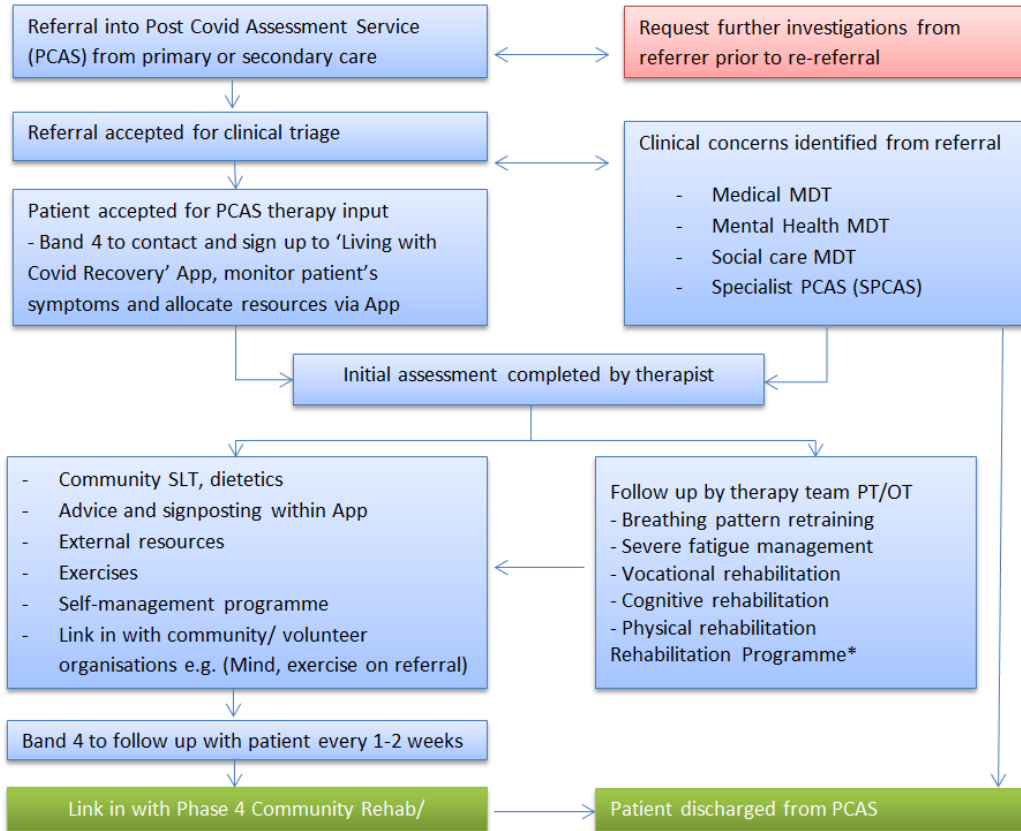 Referral into Post Covid Assessment Service
(PCAS) from primary or secondary care
Request further investigations from
referrer prior to re-referral
Referral accepted for clinical triage
Clinical concerns identified from referral
- Medical MDT
- Mental Health MDT
- Social care MDT
- Specialist PCAS (SPCAS)
Patient accepted for PCAS therapy input
- Band 4 to contact and sign up to ‘Living with
Covid Recovery’ App, monitor patient’s
symptoms and allocate resources via App
Initial assessment completed by therapist
- Community SLT, dietetics
- Advice and signposting within App
- External resources
- Exercises
- Self-management programme
- Link in with community/ volunteer
organisations e.g. (Mind, exercise on referral)
Follow up by therapy team PT/OT
- Breathing pattern retraining
- Severe fatigue management
- Vocational rehabilitation
- Cognitive rehabilitation
- Physical rehabilitation
Rehabilitation Programme*
Band 4 to follow up with patient every 1-2 weeks
Link in with Phase 4 Community Rehab/
Patient discharged from PCAS